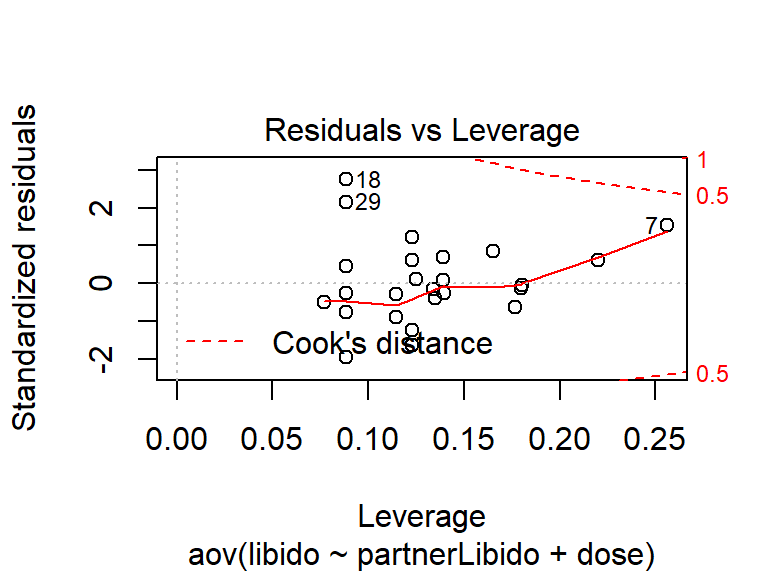 Residuals vs Leverage
Standardized residuals
2
0
-2
18
29
7
1
0.5
0.5
Cook's distance
0.00 0.05 0.10 0.15 0.20 0.25
Leverage
aov(libido ~ partnerLibido + dose)